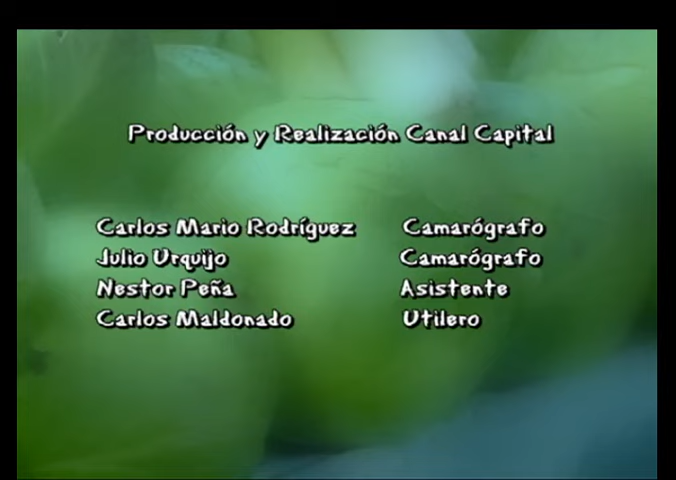 Producción y Realización Canal Capital
Carlos Mario Rodríguez Camarógrafo
Julio Urquijo Camarógrafo
Nestor Peña Asistente
Carlos Maldonado Utilero